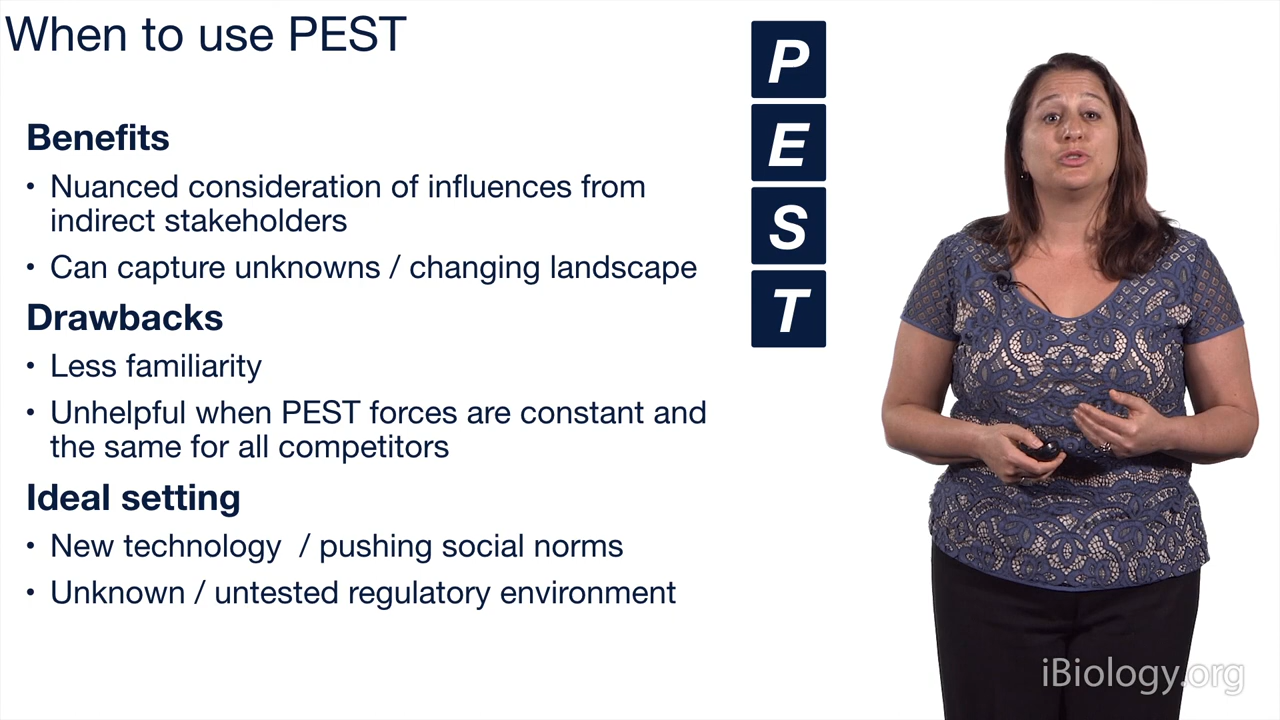 When to use PEST
Benefits
• Nuanced consideration of influences from
indirect stakeholders
• Can capture unknowns / changing landscape
Drawbacks
• Less familiarity
• Unhelpful when PEST forces are constant and
the same for all competitors
Ideal setting
• New technology / pushing social norms
• Unknown / untested regulatory environment
P
E
S
T
iBiology.org